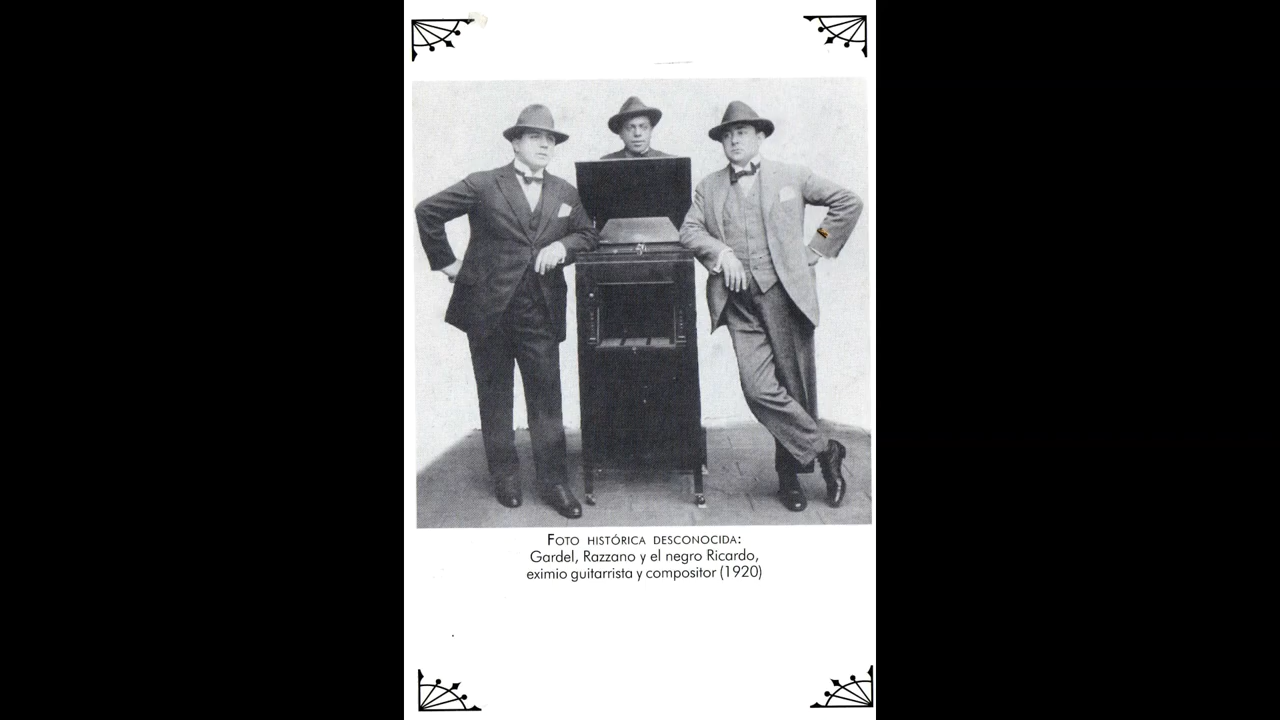 FOTO HISTÓRICA DESCONOCIDA:
Gardel, Razzano y el negro Ricardo,
eximio guitarrista y compositor (1920)